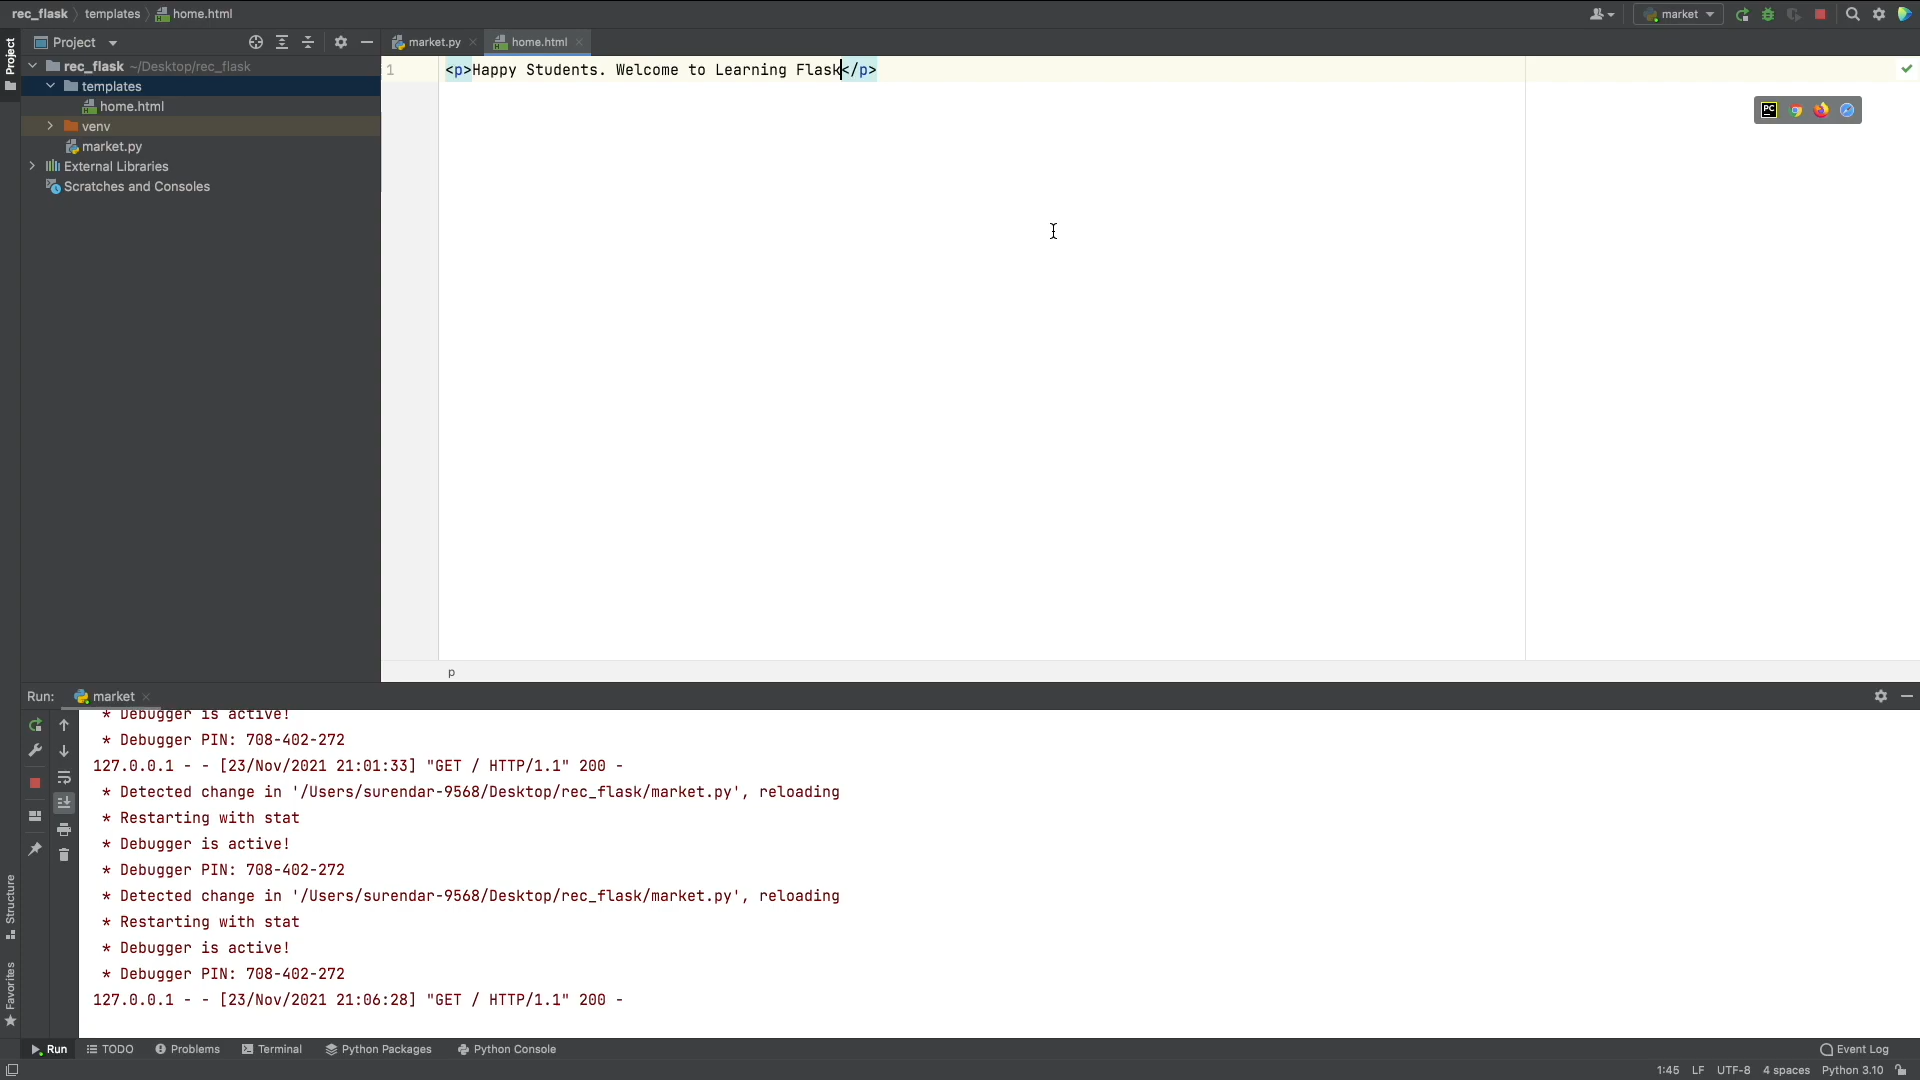 rec_flask templates home.html
market
Project
Project
market.py
home.html
rec_flask ~/Desktop/rec_flask
templates
home.html
venv
market.py
External Libraries
Scratches and Consoles
1 <p>Happy Students. Welcome to Learning Flask</p>
PC
p
Run: market
* Debugger is active!
* Debugger PIN: 708-402-272
127.0.0.1 - - [23/Nov/2021 21:01:33] "GET / HTTP/1.1" 200 -
* Detected change in '/Users/surendar-9568/Desktop/rec_flask/market.py', reloading
* Restarting with stat
* Debugger is active!
* Debugger PIN: 708-402-272
* Detected change in '/Users/surendar-9568/Desktop/rec_flask/market.py', reloading
* Restarting with stat
* Debugger is active!
* Debugger PIN: 708-402-272
127.0.0.1 - - [23/Nov/2021 21:06:28] "GET / HTTP/1.1" 200 -
Structure
Favorites
Run TODO Problems Terminal Python Packages Python Console Event Log
1:45 LF UTF-8 4 spaces Python 3.10